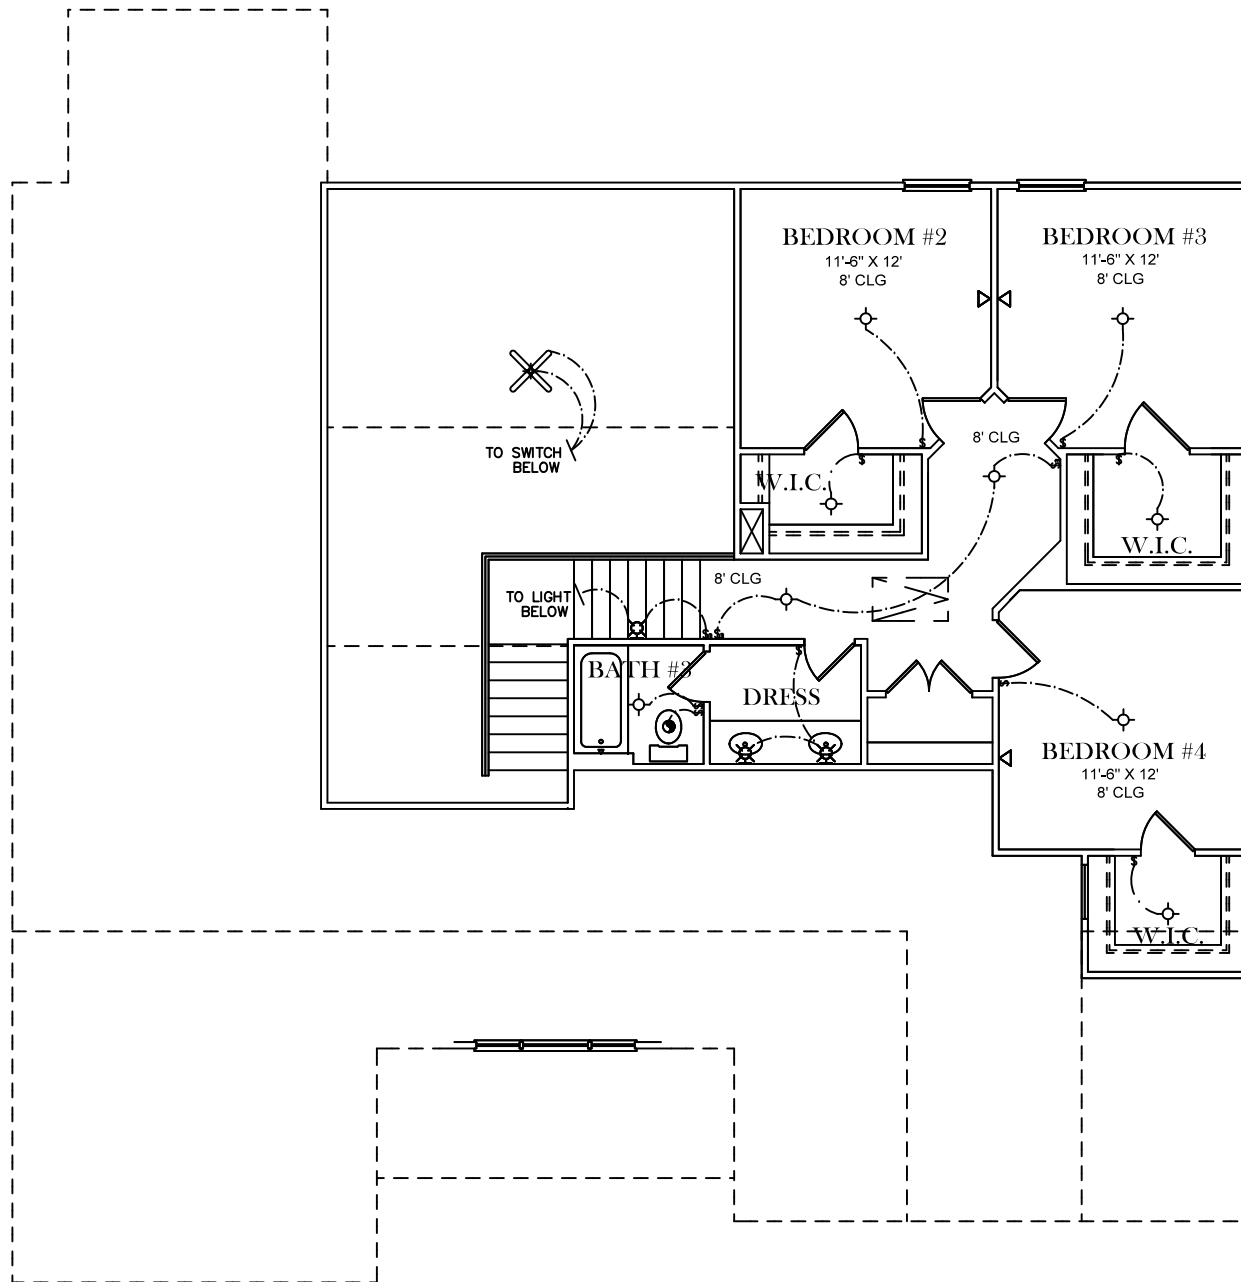 BEDROOM #2
11'-6" X 12'
8' CLG
BEDROOM #3
11'-6" X 12'
8' CLG
8' CLG
TO SWITCH
BELOW
W.I.C.
W.I.C.
8' CLG
TO LIGHT
BELOW
BATH #3
DRESS
BEDROOM #4
11'-6" X 12'
8' CLG
W.I.C.